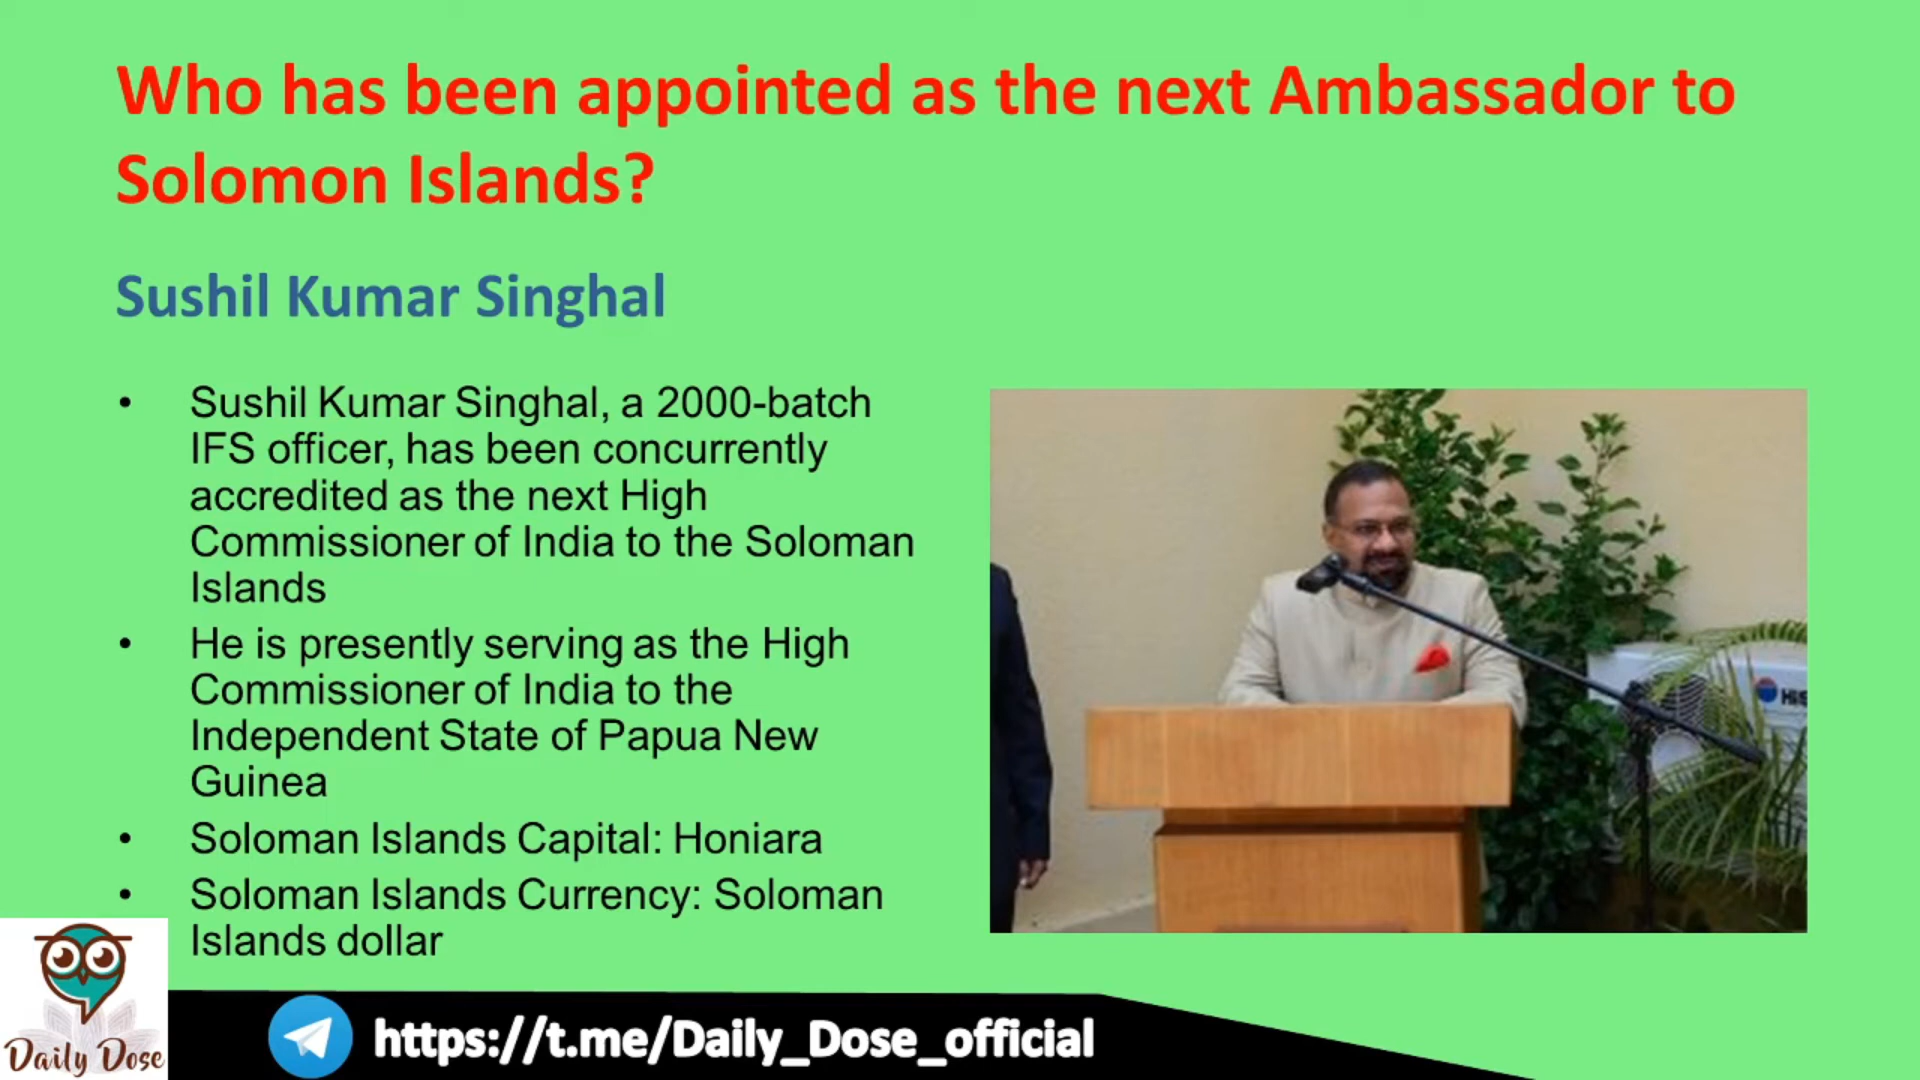 Who has been appointed as the next Ambassador to
Solomon Islands?
Sushil Kumar Singhal
• Sushil Kumar Singhal, a 2000-batch
IFS officer, has been concurrently
accredited as the next High
Commissioner of India to the Soloman
Islands
• He is presently serving as the High
Commissioner of India to the
Independent State of Papua New
Guinea
• Soloman Islands Capital: Honiara
• Soloman Islands Currency: Soloman
Islands dollar
Daily Dose
https://t.me/Daily_Dose_official